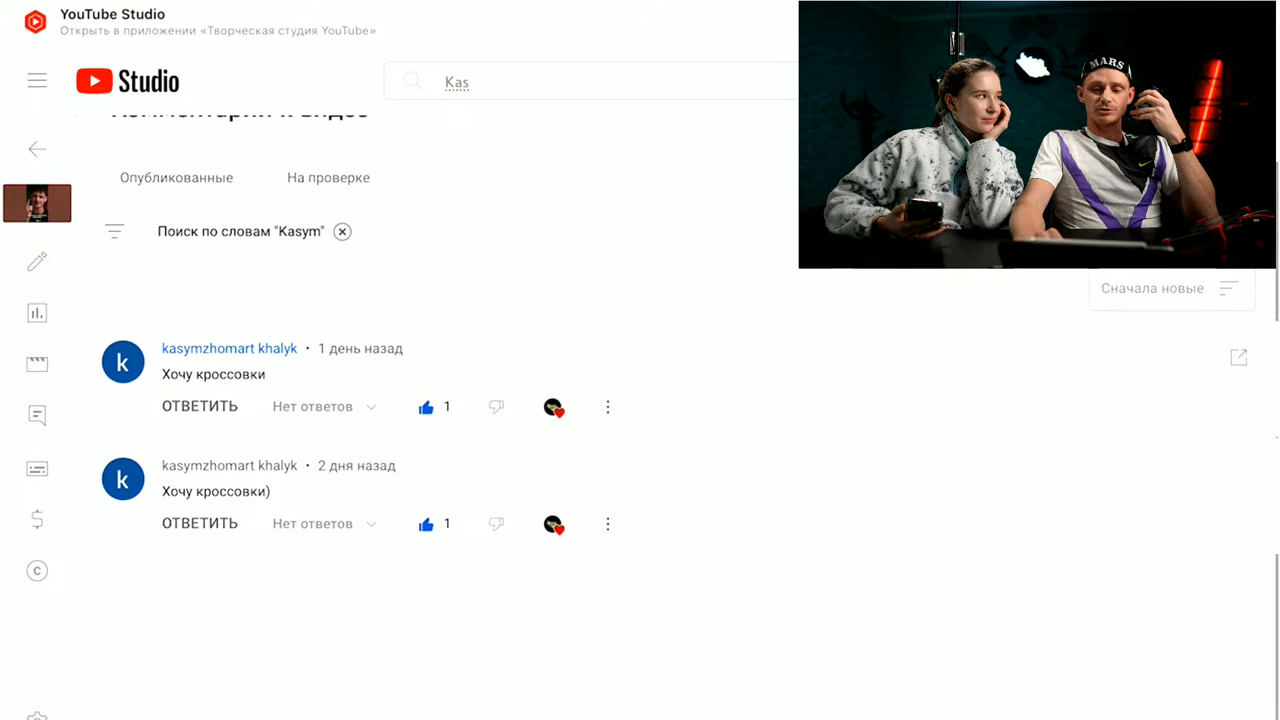 YouTube Studio
Открыть в приложении «Творческая студия YouTube»
Studio
Kas
Комментарии к видео
Опубликованные
На проверке
Поиск по словам "Kasym"
Сначала новые
kasymzhomart khalyk • 1 день назад
Хочу кроссовки
ОТВЕТИТЬ Нет ответов 1
kasymzhomart khalyk • 2 дня назад
Хочу кроссовки)
ОТВЕТИТЬ Нет ответов 1
MARS
C